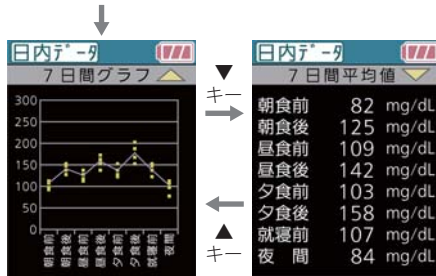 日内ﾃﾞｰﾀ
7日間グラフ
300
250
200
150
100
50
0
朝食前
朝食後
昼食前
昼食後
夕食前
夕食後
就寝前
夜間
▼
キー
▲
キー
日内ﾃﾞｰﾀ
7日間平均値
朝食前 82 mg/dL
朝食後 125 mg/dL
昼食前 109 mg/dL
昼食後 142 mg/dL
夕食前 103 mg/dL
夕食後 158 mg/dL
就寝前 107 mg/dL
夜 間 84 mg/dL